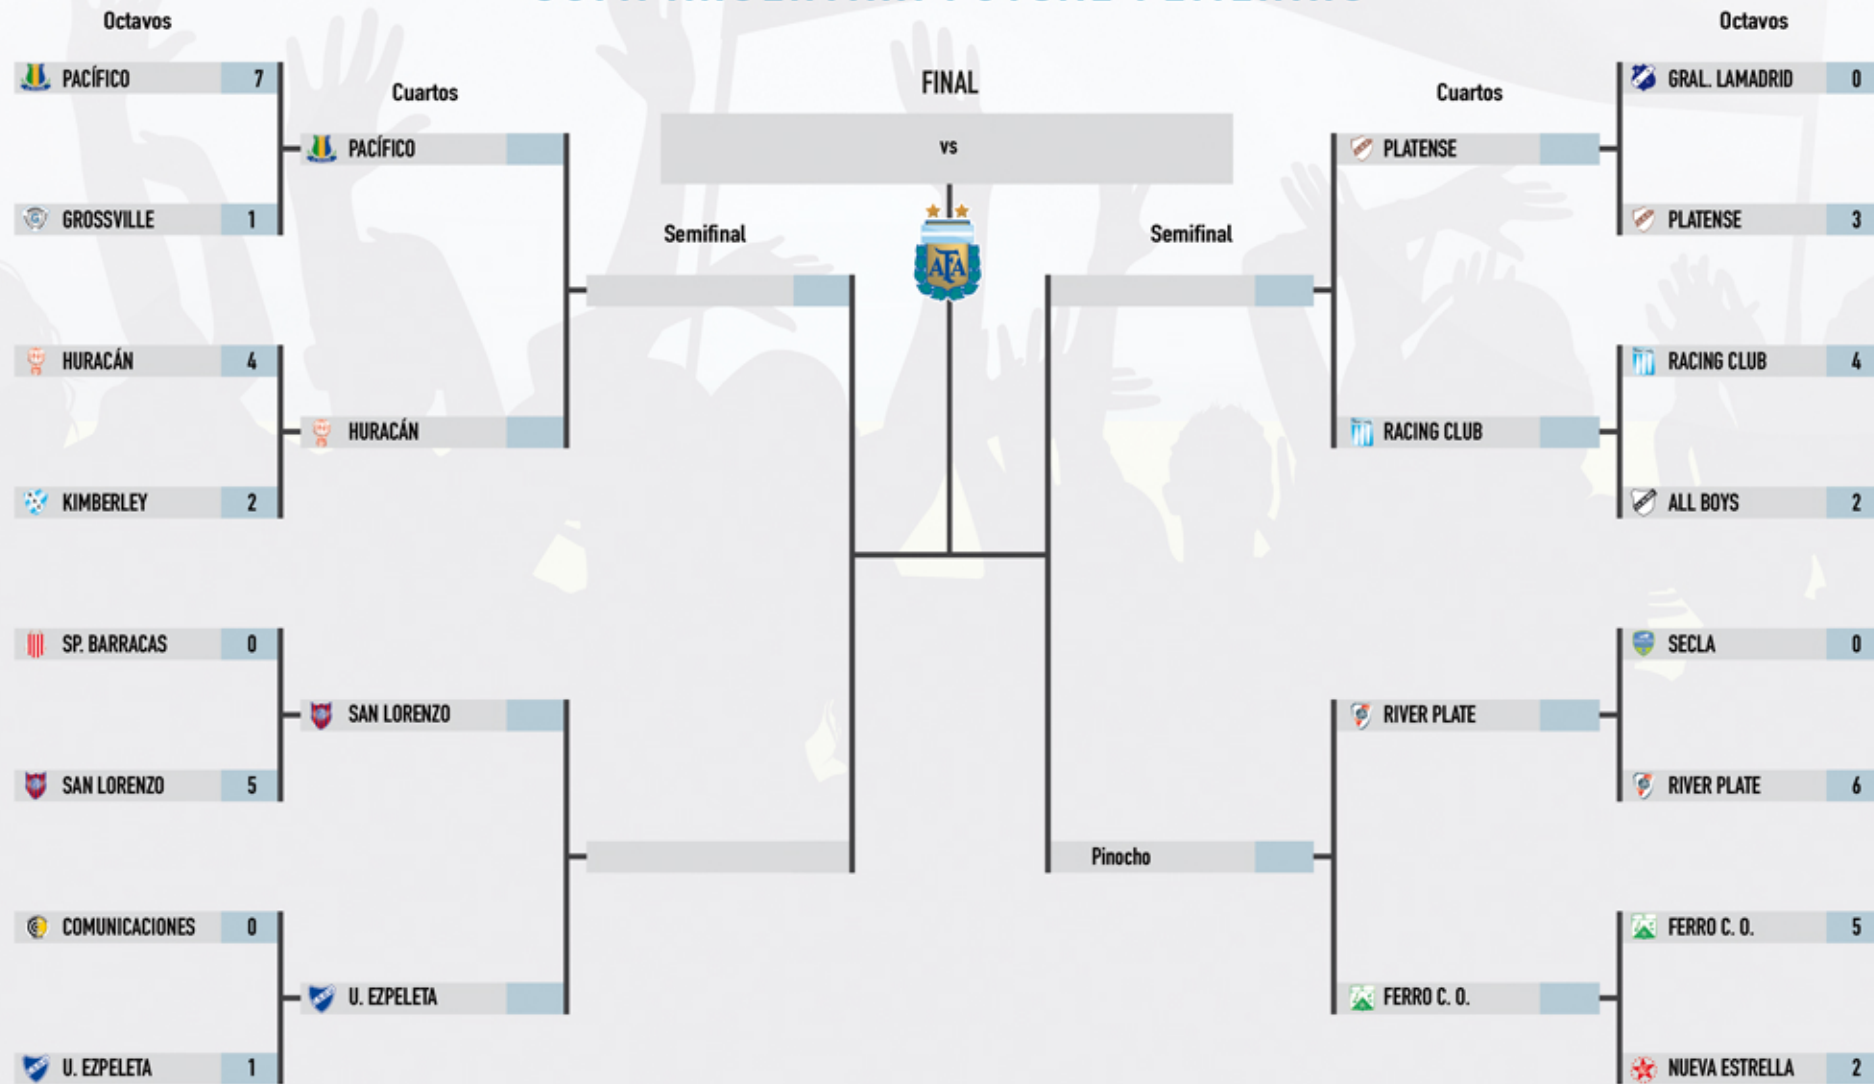 Octavos
PACÍFICO 7
GROSSVILLE 1
HURACÁN 4
KIMBERLEY 2
SP. BARRACAS 0
SAN LORENZO 5
COMUNICACIONES 0
U. EZPELETA 1
Cuartos
PACÍFICO
HURACÁN
SAN LORENZO
U. EZPELETA
Semifinal
FINAL
vs
AFA
Semifinal
Pinocho
Cuartos
PLATENSE
RACING CLUB
RIVER PLATE
FERRO C. O.
Octavos
GRAL. LAMADRID 0
PLATENSE 3
RACING CLUB 4
ALL BOYS 2
SECLA 0
RIVER PLATE 6
FERRO C. O. 5
NUEVA ESTRELLA 2